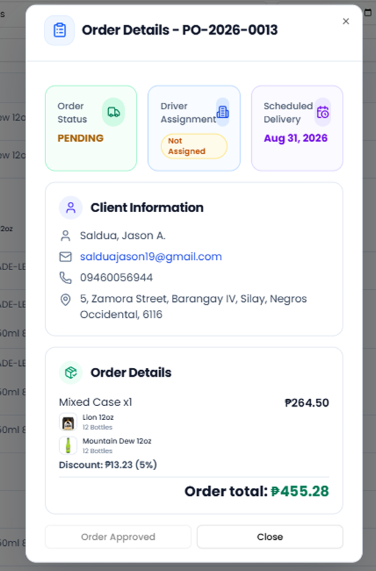 Order Details - PO-2026-0013
×
Order
Status
PENDING
Driver
Assignment
Not
Assigned
Scheduled
Delivery
Aug 31, 2026
Client Information
Saldua, Jason A.
salduajason19@gmail.com
09460056944
5, Zamora Street, Barangay IV, Silay, Negros
Occidental, 6116
Order Details
Mixed Case x1
₱264.50
Lion 12oz
12 Bottles
Mountain Dew 12oz
12 Bottles
Discount: ₱13.23 (5%)
Order total: ₱455.28
Order Approved
Close